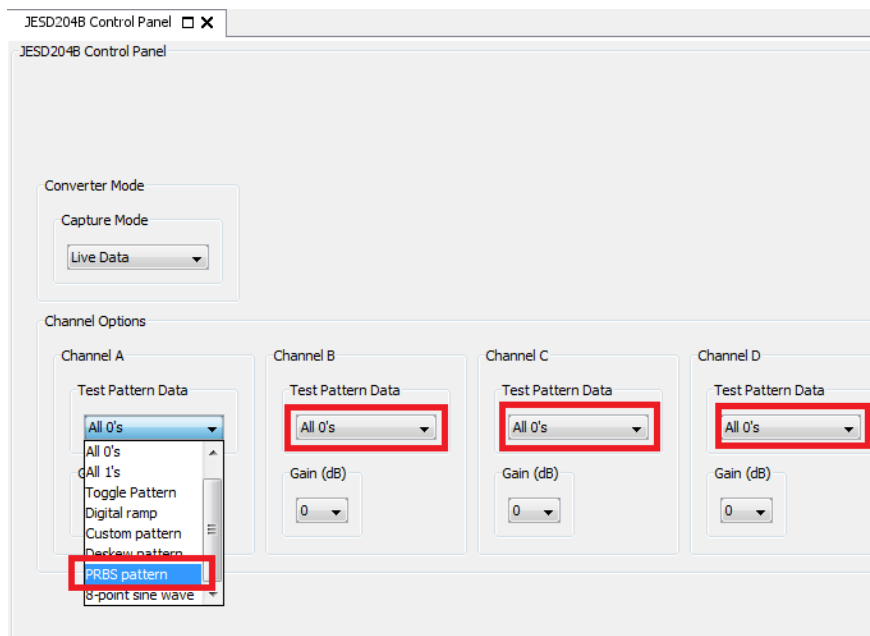 JESD204B Control Panel
JESD204B Control Panel
Converter Mode
Capture Mode
Live Data
Channel Options
Channel A Channel B Channel C Channel D
Test Pattern Data Test Pattern Data Test Pattern Data Test Pattern Data
All 0's All 0's All 0's All 0's
All 0's
All 1's
Gain (dB) Gain (dB) Gain (dB)
Toggle Pattern
Digital ramp
0 0 0
Custom pattern
Deskew pattern
PRBS pattern
8-point sine wave